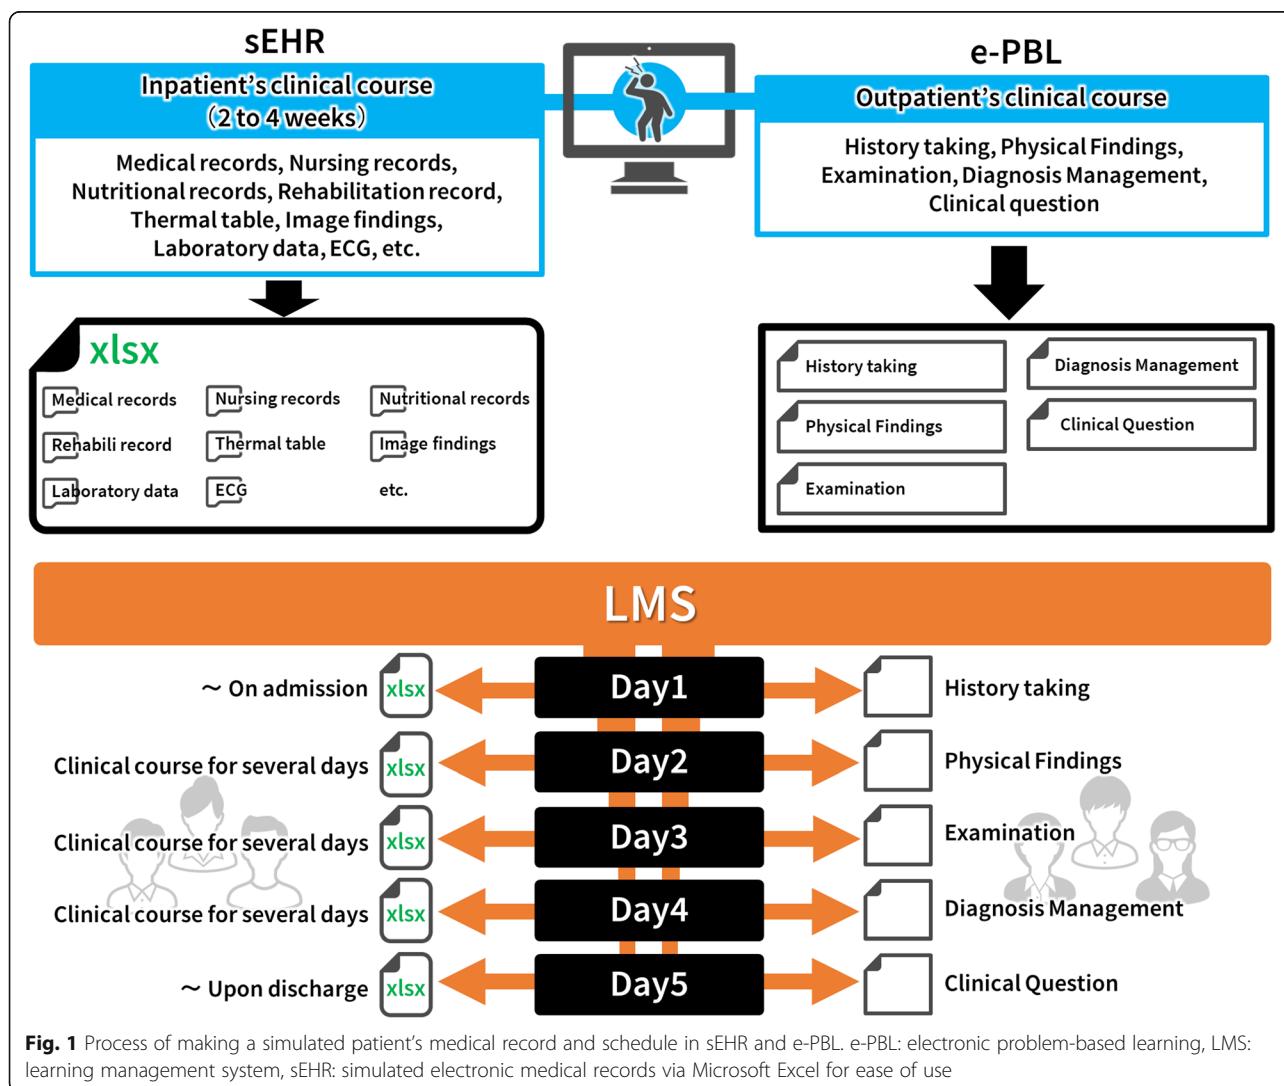 sEHR
Inpatient's clinical course
(2 to 4 weeks)
Medical records, Nursing records,
Nutritional records, Rehabilitation record,
Thermal table, Image findings,
Laboratory data, ECG, etc.
e-PBL
Outpatient's clinical course
History taking, Physical Findings,
Examination, Diagnosis Management,
Clinical question
xlsx
Medical records
Nursing records
Nutritional records
Rehabili record
Thermal table
Image findings
Laboratory data
ECG
etc.
History taking
Physical Findings
Examination
Diagnosis Management
Clinical Question
LMS
～ On admission
xlsx
Day1
History taking
Clinical course for several days
xlsx
Day2
Physical Findings
Clinical course for several days
xlsx
Day3
Examination
Clinical course for several days
xlsx
Day4
Diagnosis Management
～ Upon discharge
xlsx
Day5
Clinical Question
Fig. 1 Process of making a simulated patient's medical record and schedule in sEHR and e-PBL. e-PBL: electronic problem-based learning, LMS:
learning management system, sEHR: simulated electronic medical records via Microsoft Excel for ease of use